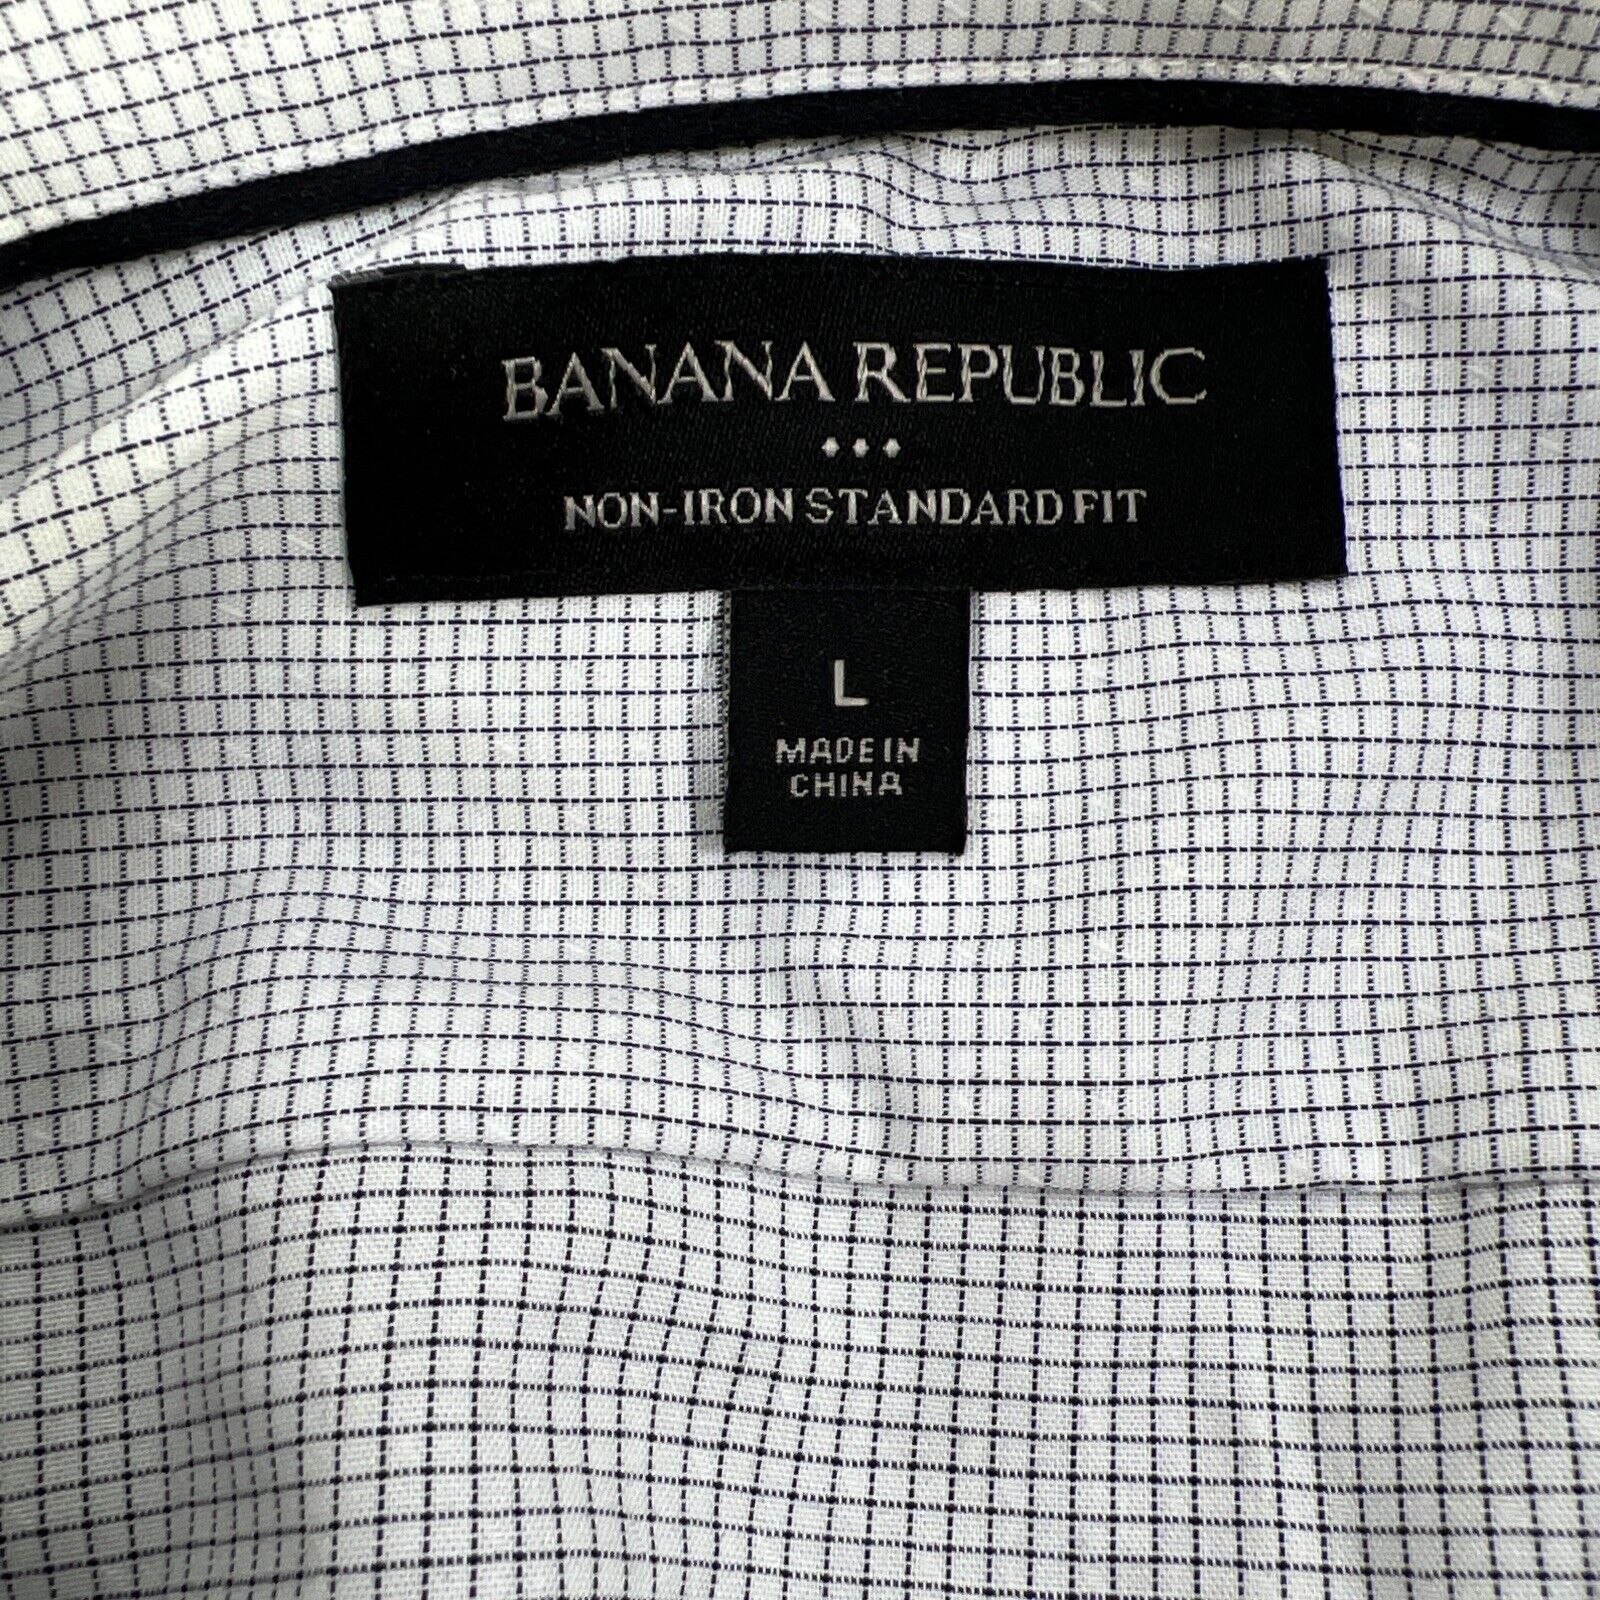 BANANA REPUBLIC
NON-IRON STANDARD FIT
L
MADE IN
CHINA